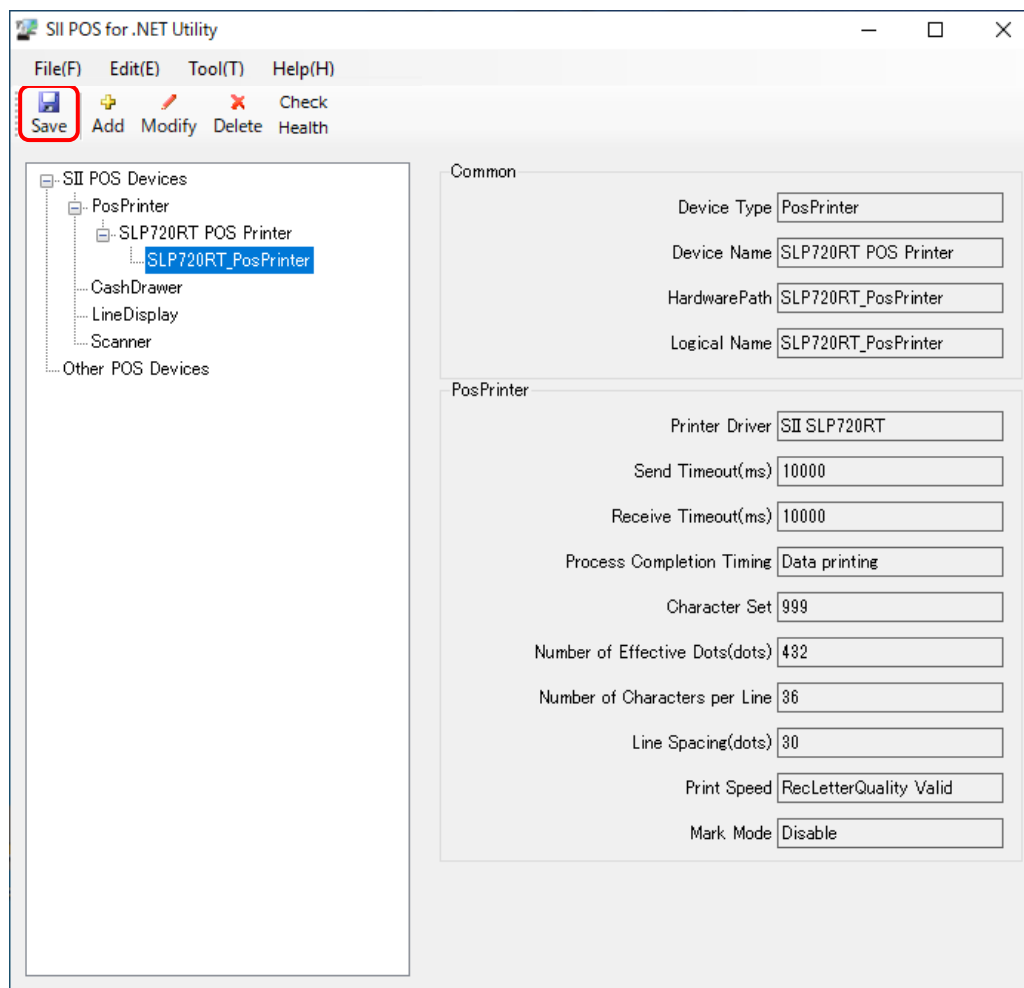 SII POS for .NET Utility
File(F) Edit(E) Tool(T) Help(H)
Save Add Modify Delete Check Health
SII POS Devices
PosPrinter
SLP720RT POS Printer
SLP720RT_PosPrinter
CashDrawer
LineDisplay
Scanner
Other POS Devices
Common
Device Type PosPrinter
Device Name SLP720RT POS Printer
HardwarePath SLP720RT_PosPrinter
Logical Name SLP720RT_PosPrinter
PosPrinter
Printer Driver SII SLP720RT
Send Timeout(ms) 10000
Receive Timeout(ms) 10000
Process Completion Timing Data printing
Character Set 999
Number of Effective Dots(dots) 432
Number of Characters per Line 36
Line Spacing(dots) 30
Print Speed RecLetterQuality Valid
Mark Mode Disable